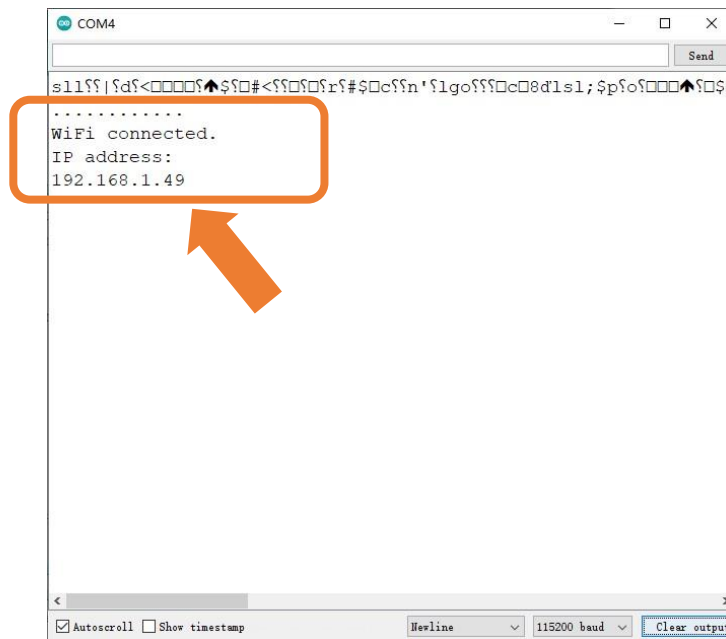 COM4
Send
............
WiFi connected.
IP address:
192.168.1.49
Autoscroll
Show timestamp
Newline
115200 baud
Clear output